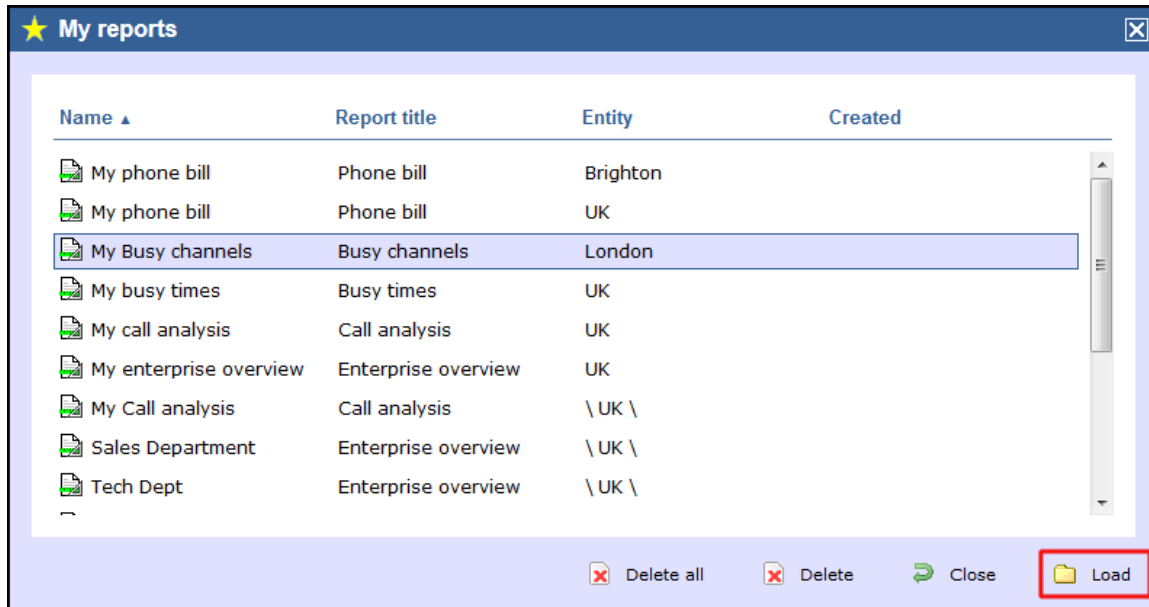 My reports
Name ▲ Report title Entity Created
My phone bill Phone bill Brighton
My phone bill Phone bill UK
My Busy channels Busy channels London
My busy times Busy times UK
My call analysis Call analysis UK
My enterprise overview Enterprise overview UK
My Call analysis Call analysis \ UK \
Sales Department Enterprise overview \ UK \
Tech Dept Enterprise overview \ UK \
Delete all Delete Close Load